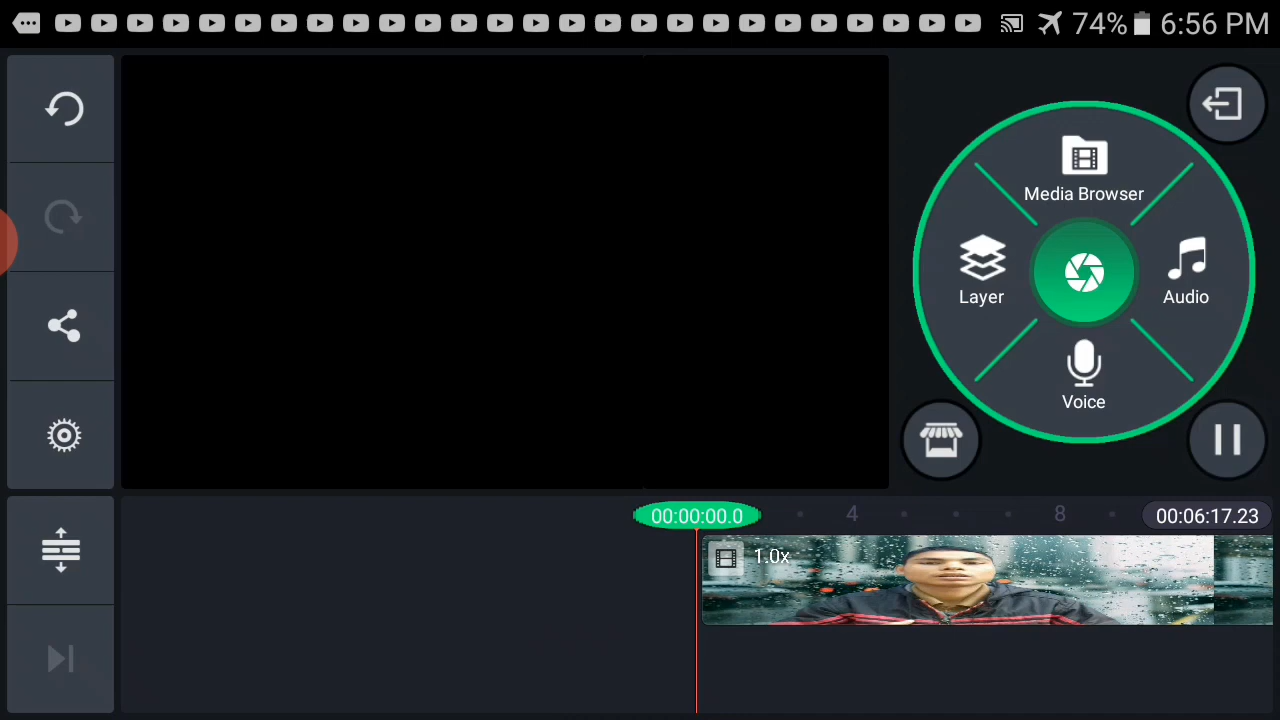 74% 6:56 PM
Media Browser
Layer
Audio
Voice
00:00:00.0
4
8
00:06:17.23
1.0x